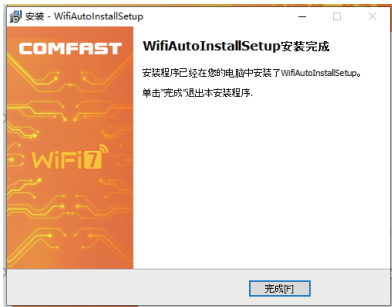 安装 - WifiAutoInstallSetup
COMFAST
WiFi7
WifiAutoInstallSetup安装完成
安装程序已经在您的电脑中安装了WifiAutoInstallSetup。
单击"完成"退出本安装程序.
完成[F]